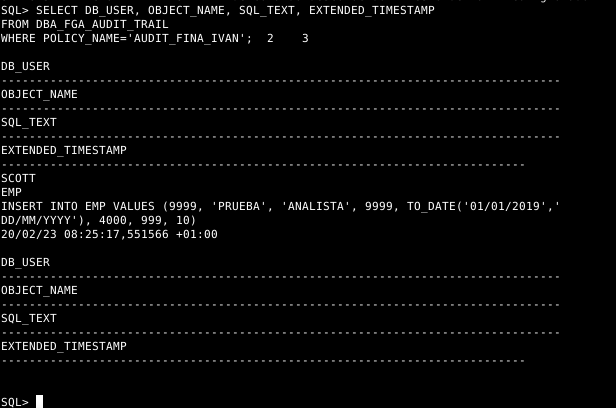 SQL> SELECT DB_USER, OBJECT_NAME, SQL_TEXT, EXTENDED_TIMESTAMP
FROM DBA_FGA_AUDIT_TRAIL
WHERE POLICY_NAME='AUDIT_FINA_IVAN';  2    3

DB_USER
--------------------------------------------------------------------------------
OBJECT_NAME
--------------------------------------------------------------------------------
SQL_TEXT
--------------------------------------------------------------------------------
EXTENDED_TIMESTAMP
---------------------------------------------------------------------------
SCOTT
EMP
INSERT INTO EMP VALUES (9999, 'PRUEBA', 'ANALISTA', 9999, TO_DATE('01/01/2019','
DD/MM/YYYY'), 4000, 999, 10)
20/02/23 08:25:17,551566 +01:00

DB_USER
--------------------------------------------------------------------------------
OBJECT_NAME
--------------------------------------------------------------------------------
SQL_TEXT
--------------------------------------------------------------------------------
EXTENDED_TIMESTAMP
---------------------------------------------------------------------------

SQL>